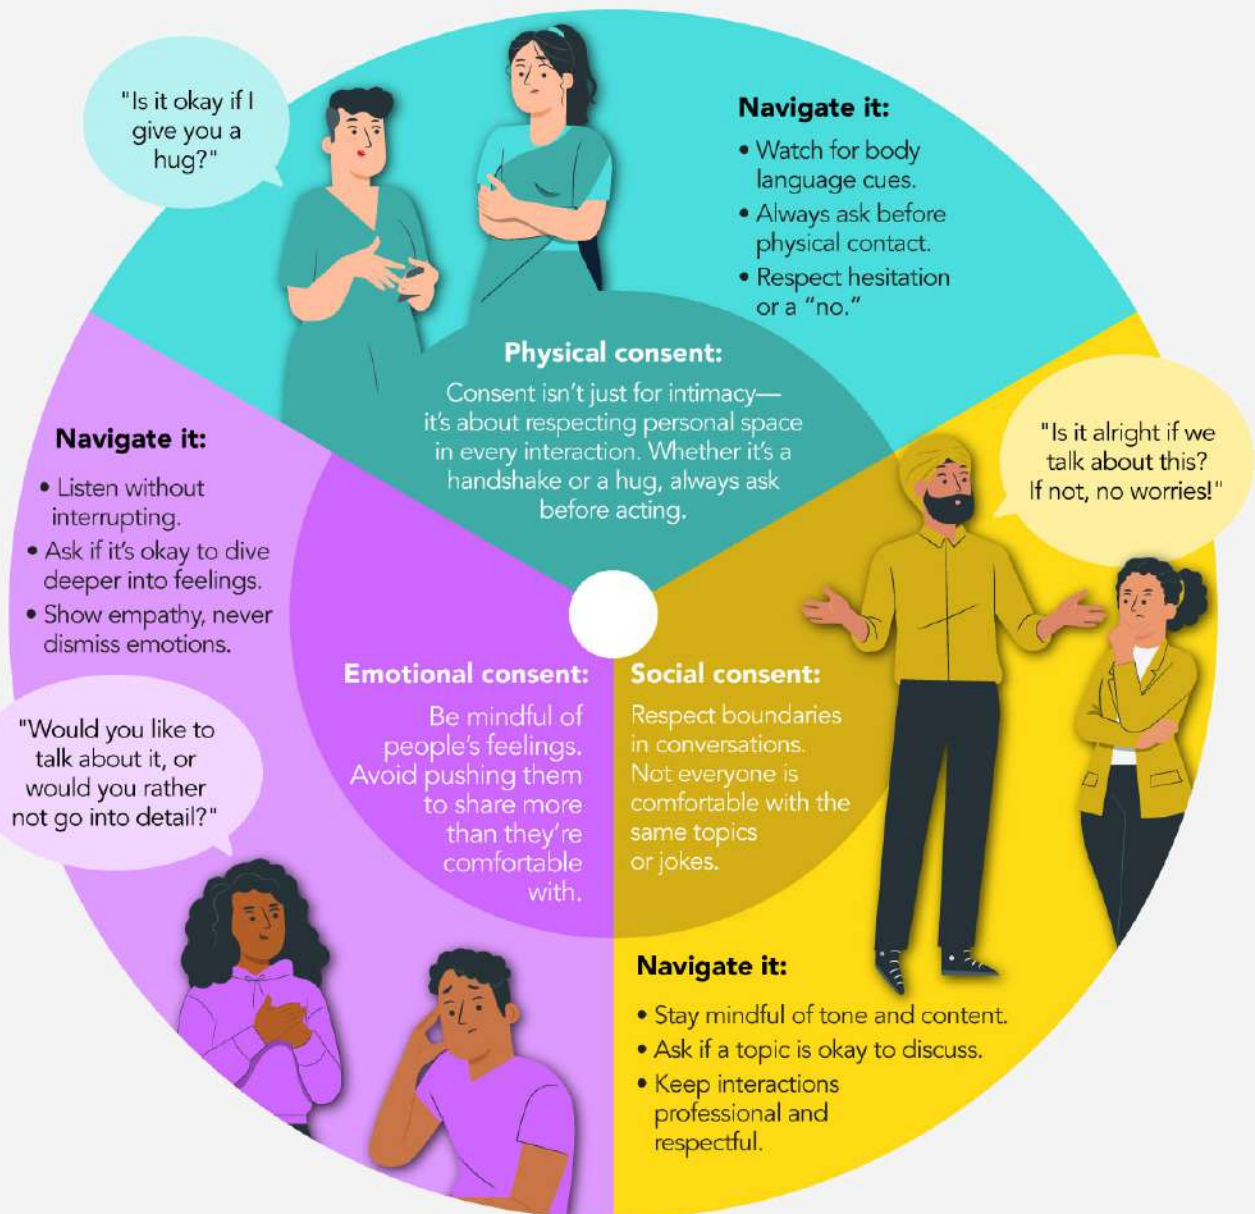 "Is it okay if I
give you a
hug?"
Navigate it:
• Watch for body
language cues.
• Always ask before
physical contact.
• Respect hesitation
or a “no.”
Physical consent:
Consent isn’t just for intimacy—
it’s about respecting personal space
in every interaction. Whether it’s a
handshake or a hug, always ask
before acting.
Navigate it:
• Listen without
interrupting.
• Ask if it’s okay to dive
deeper into feelings.
• Show empathy, never
dismiss emotions.
"Would you like to
talk about it, or
would you rather
not go into detail?"
Emotional consent:
Be mindful of
people’s feelings.
Avoid pushing them
to share more
than they’re
comfortable
with.
"Is it alright if we
talk about this?
If not, no worries!"
Social consent:
Respect boundaries
in conversations.
Not everyone is
comfortable with the
same topics
or jokes.
Navigate it:
• Stay mindful of tone and content.
• Ask if a topic is okay to discuss.
• Keep interactions
professional and
respectful.